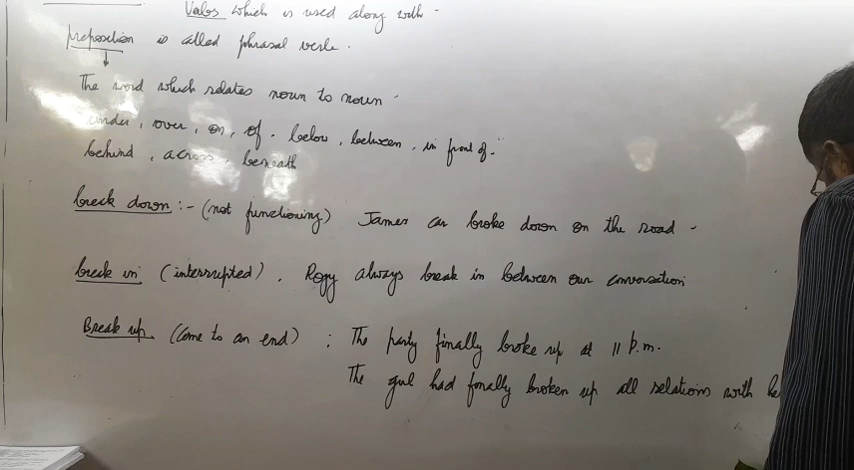 Verbs which is used along with -
preposition is called phrasal verb.
The word which relates noun to noun -
under, over, on, of. below, between, in front of.
behind, across, beneath
break down :- (not functioning) James car broke down on the road -
break in (interrupted). Rogy always break in between our conversation
Break up (Come to an end) : The party finally broke up at 11 p.m.
The girl had finally broken up all relations with